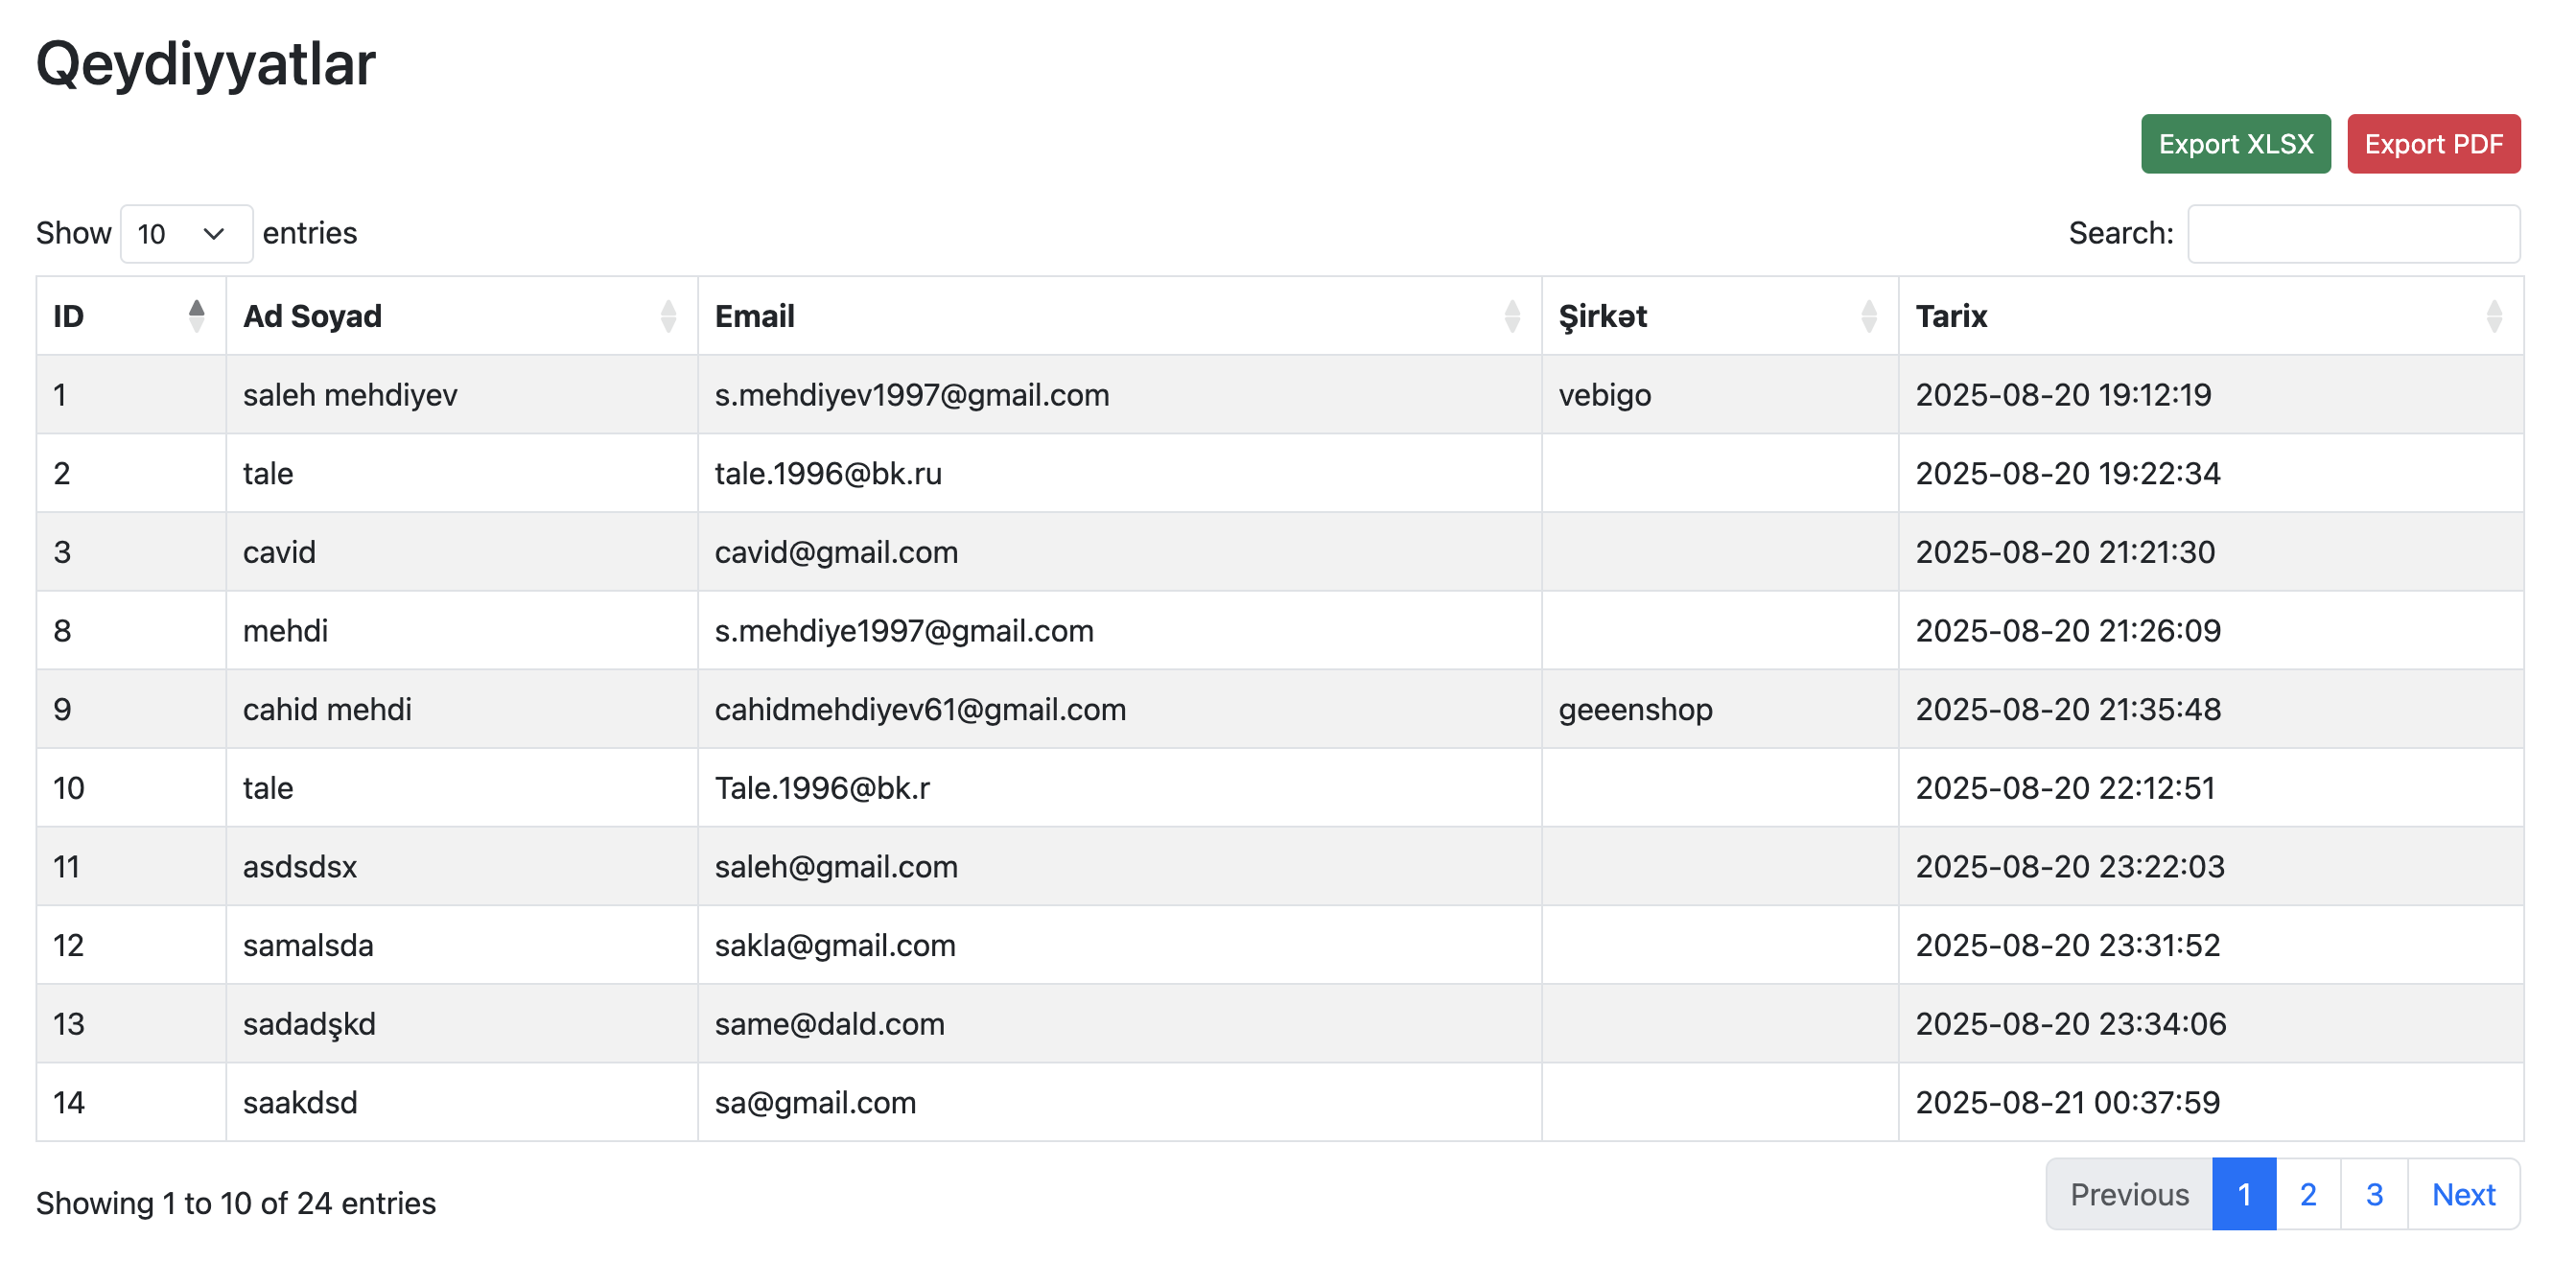 Qeydiyyatlar
Export XLSX Export PDF
Show 10 entries Search:
ID Ad Soyad Email Şirkət Tarix
1 saleh mehdiyev s.mehdiyev1997@gmail.com vebigo 2025-08-20 19:12:19
2 tale tale.1996@bk.ru 2025-08-20 19:22:34
3 cavid cavid@gmail.com 2025-08-20 21:21:30
8 mehdi s.mehdiye1997@gmail.com 2025-08-20 21:26:09
9 cahid mehdi cahidmehdiyev61@gmail.com geeenshop 2025-08-20 21:35:48
10 tale Tale.1996@bk.r 2025-08-20 22:12:51
11 asdsdsx saleh@gmail.com 2025-08-20 23:22:03
12 samalsda sakla@gmail.com 2025-08-20 23:31:52
13 sadadşkd same@dald.com 2025-08-20 23:34:06
14 saakdsd sa@gmail.com 2025-08-21 00:37:59
Showing 1 to 10 of 24 entries Previous 1 2 3 Next